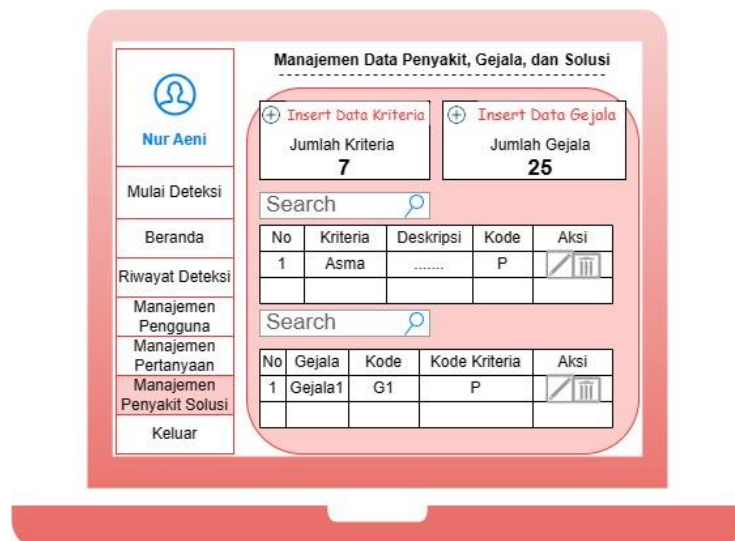 Manajemen Data Penyakit, Gejala, dan Solusi
Nur Aeni
Mulai Deteksi
Beranda
Riwayat Deteksi
Manajemen
Pengguna
Manajemen
Pertanyaan
Manajemen
Penyakit Solusi
Keluar
Insert Data Kriteria
Jumlah Kriteria
7
Insert Data Gejala
Jumlah Gejala
25
Search
No Kriteria Deskripsi Kode Aksi
1 Asma ....... P
Search
No Gejala Kode Kode Kriteria Aksi
1 Gejala1 G1 P